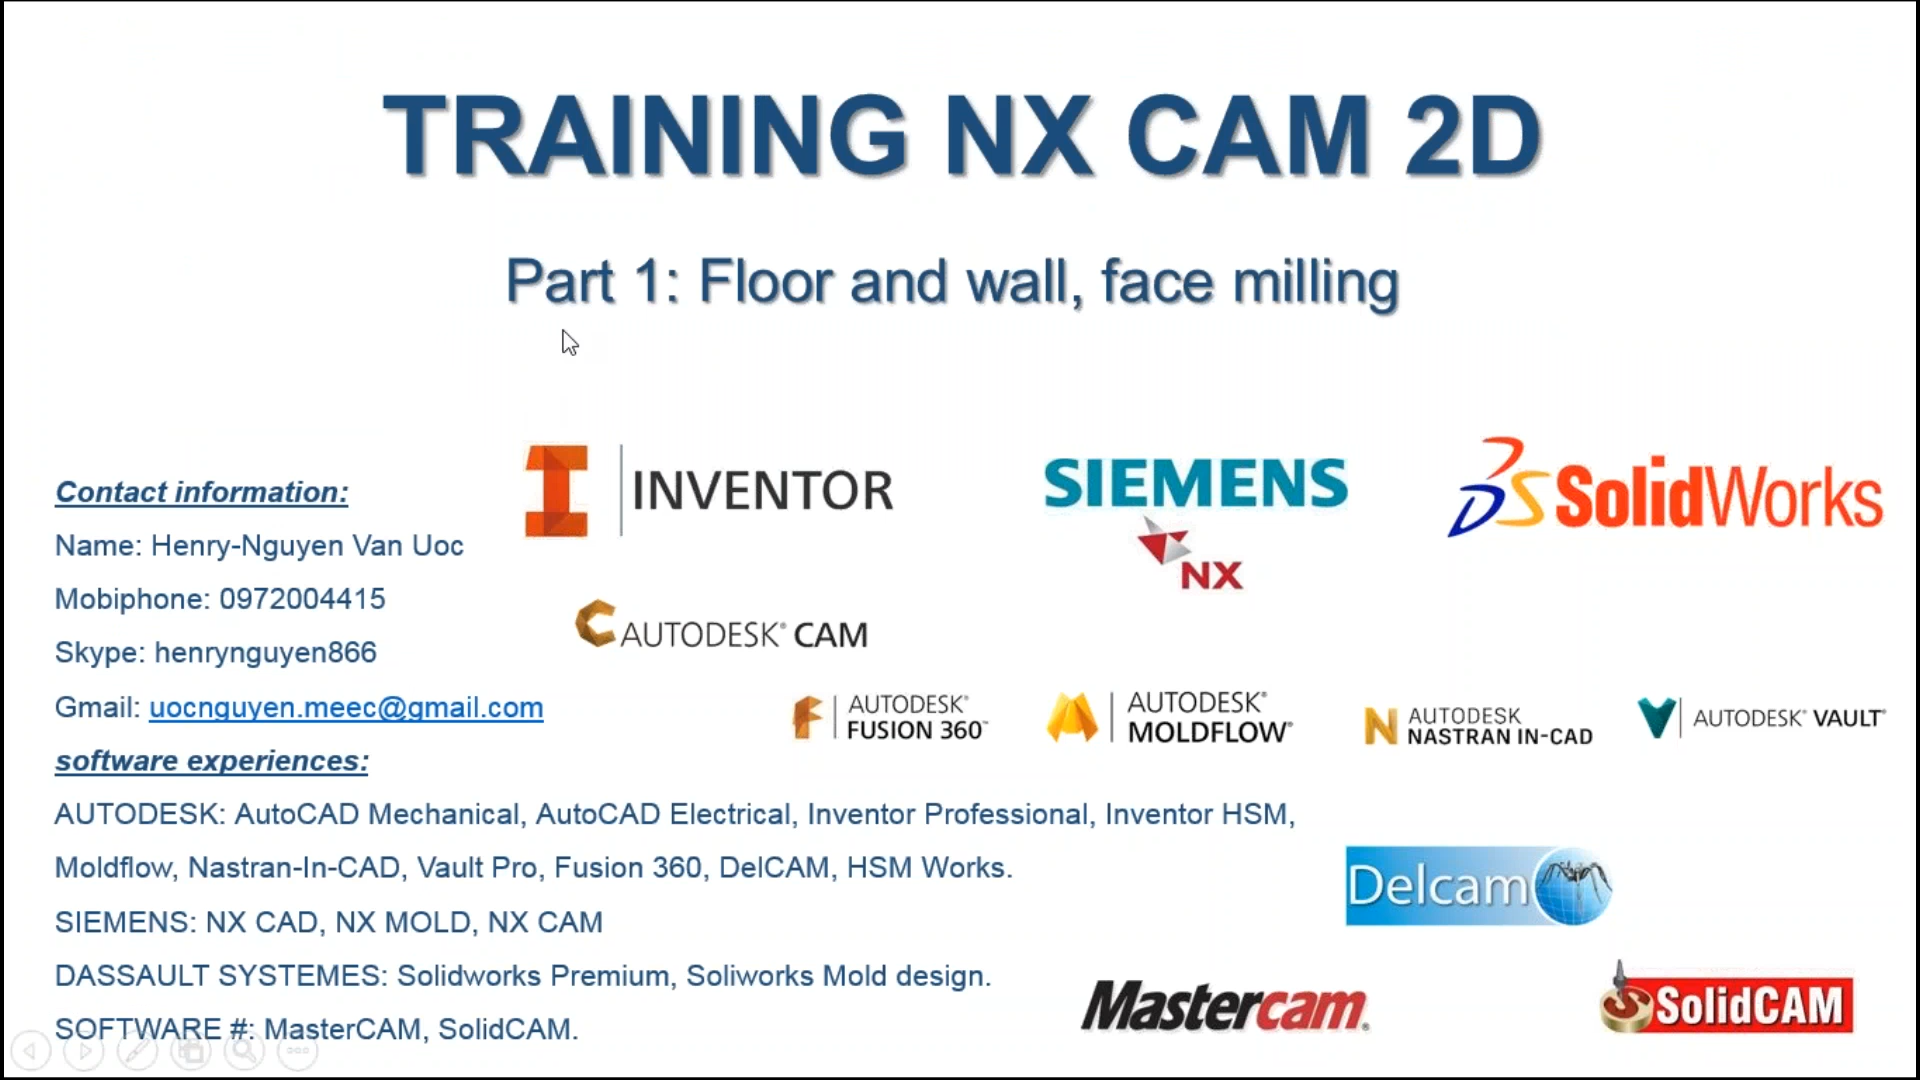 TRAINING NX CAM 2D
Part 1: Floor and wall, face milling
Contact information:
Name: Henry-Nguyen Van Uoc
Mobiphone: 0972004415
Skype: henrynguyen866
Gmail: uocnguyen.meec@gmail.com
software experiences:
AUTODESK: AutoCAD Mechanical, AutoCAD Electrical, Inventor Professional, Inventor HSM,
Moldflow, Nastran-In-CAD, Vault Pro, Fusion 360, DelCAM, HSM Works.
SIEMENS: NX CAD, NX MOLD, NX CAM
DASSAULT SYSTEMES: Solidworks Premium, Soliworks Mold design.
SOFTWARE #: MasterCAM, SolidCAM.
INVENTOR
SIEMENS
NX
SolidWorks
AUTODESK® CAM
AUTODESK®
FUSION 360™
AUTODESK®
MOLDFLOW®
AUTODESK
NASTRAN IN-CAD
AUTODESK® VAULT®
Delcam
Mastercam®
SolidCAM